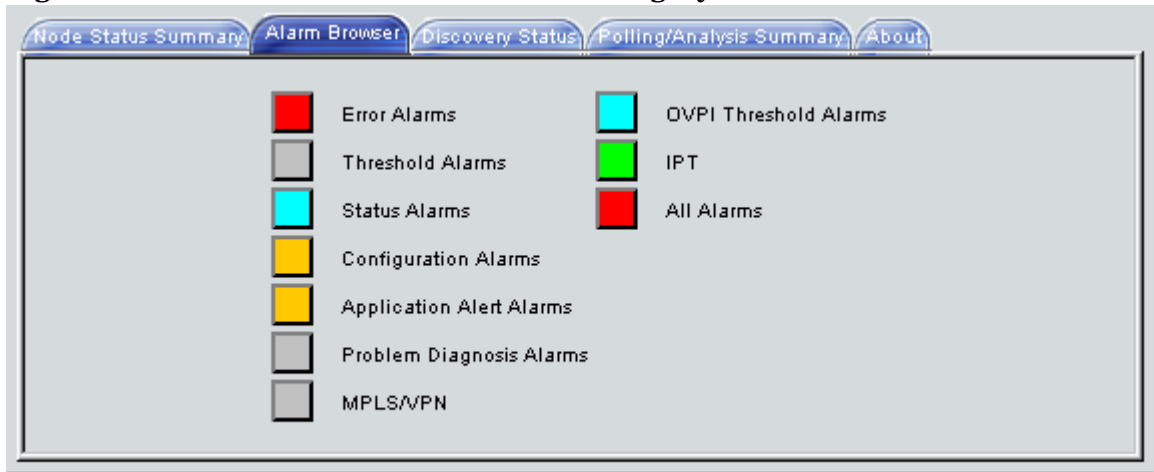 Node Status Summary
Alarm Browser
Discovery Status
Polling/Analysis Summary
About
Error Alarms
Threshold Alarms
Status Alarms
Configuration Alarms
Application Alert Alarms
Problem Diagnosis Alarms
MPLS/VPN
OVPI Threshold Alarms
IPT
All Alarms